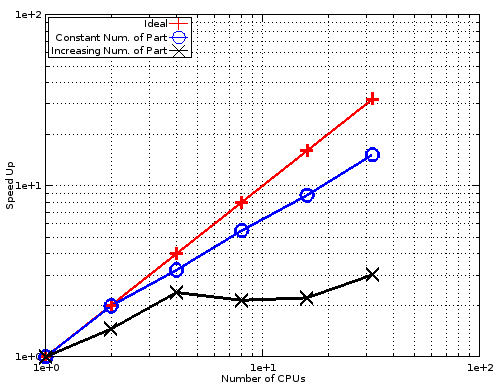 1e+2
Ideal
Constant Num. of Part
Increasing Num. of Part
1e+1
Speed Up
1e+0
1e+0 1e+1 1e+2
Number of CPUs